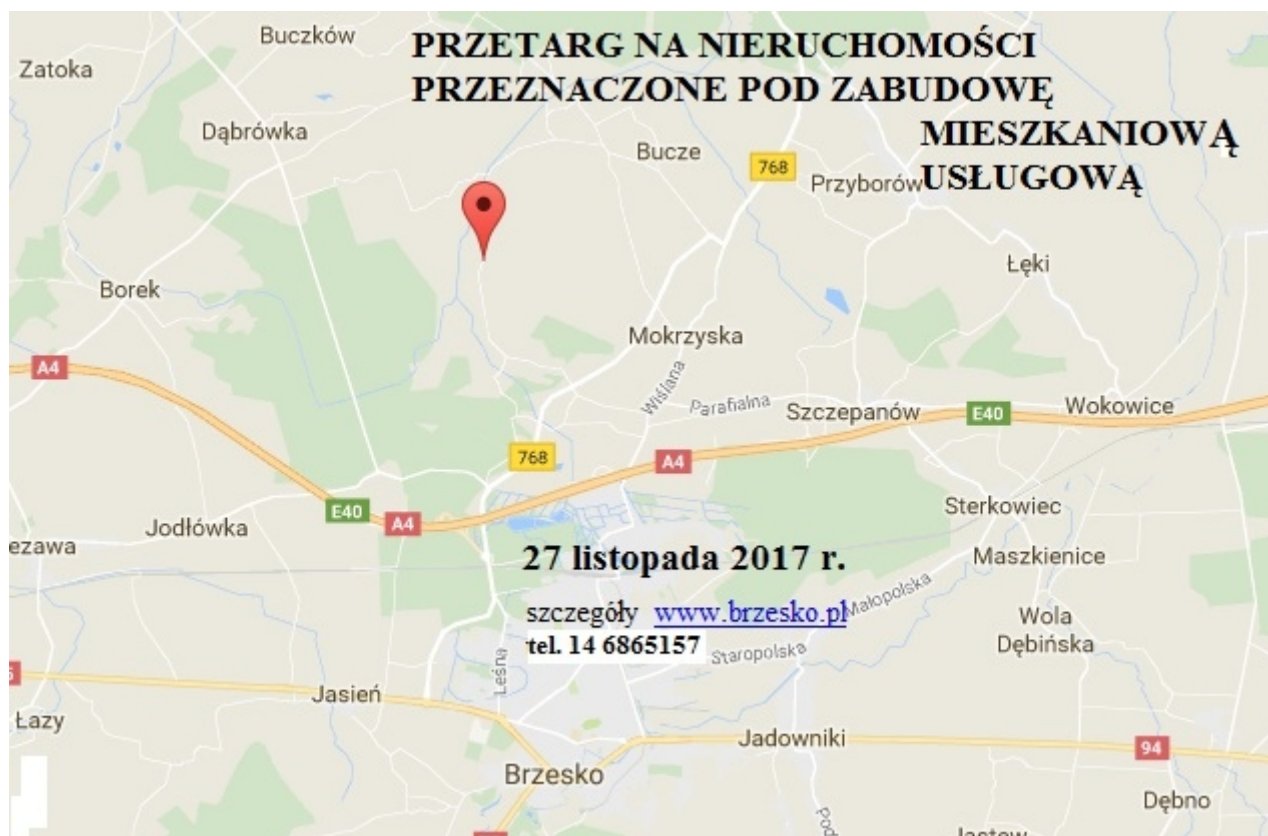 PRZETARG NA NIERUCHOMOŚCI
PRZEZNACZONE POD ZABUDOWĘ
MIESZKANIOWĄ
USŁUGOWĄ
Buczków
Zatoka
Dąbrówka
Bucze
768
Przyborów
Łęki
Borek
Mokrzyska
A4
Wiślana
Parafialna
Szczepanów
E40
Wokowice
768
A4
E40
A4
Jodłówka
Sterkowiec
ezawa
Maszkienice
27 listopada 2017 r.
szczegóły www.brzesko.pl
tel. 14 6865157
Małopolska
Wola
Dębińska
Staropolska
Leśna
Jasień
Łazy
Jadowniki
94
Brzesko
Dębno